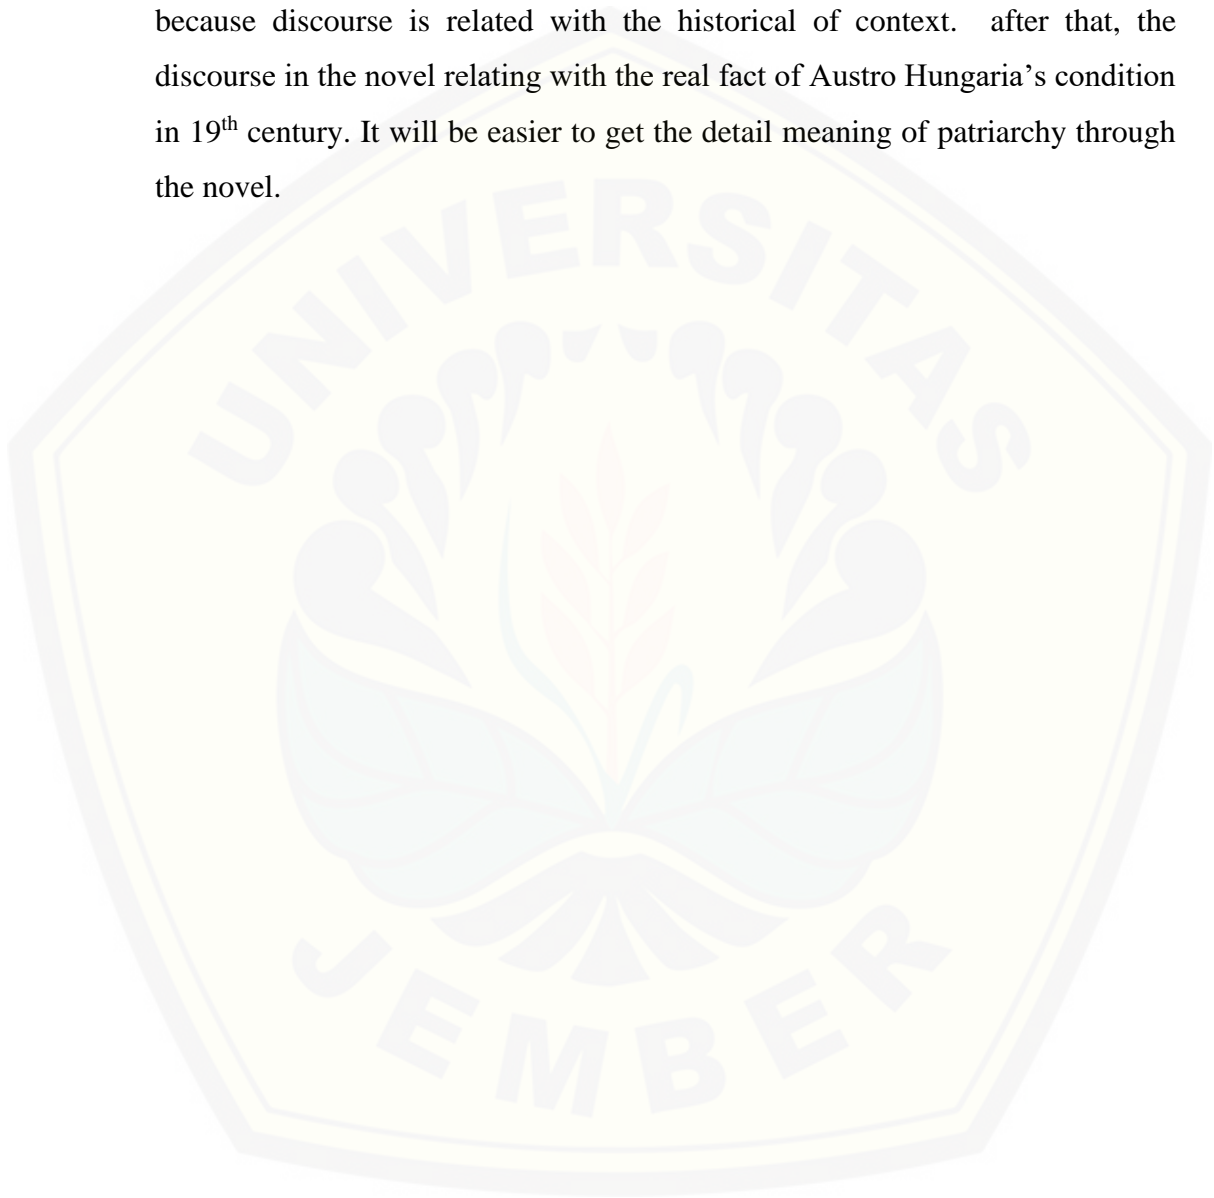 because discourse is related with the historical of context. after that, the
discourse in the novel relating with the real fact of Austro Hungaria’s condition
in 19th century. It will be easier to get the detail meaning of patriarchy through
the novel.
UNIVERSITAS
JEMBER